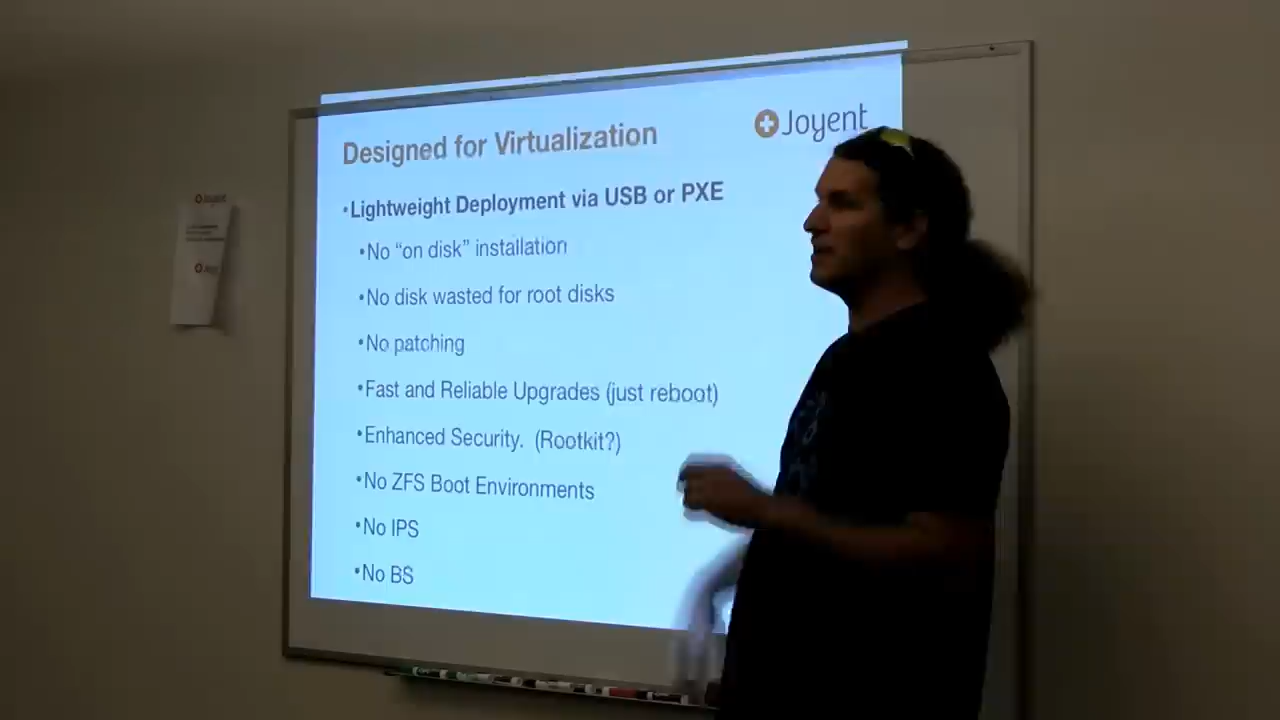 Designed for Virtualization
Joyent
•Lightweight Deployment via USB or PXE
•No “on disk” installation
•No disk wasted for root disks
•No patching
•Fast and Reliable Upgrades (just reboot)
•Enhanced Security. (Rootkit?)
•No ZFS Boot Environments
•No IPS
•No BS
Joyent